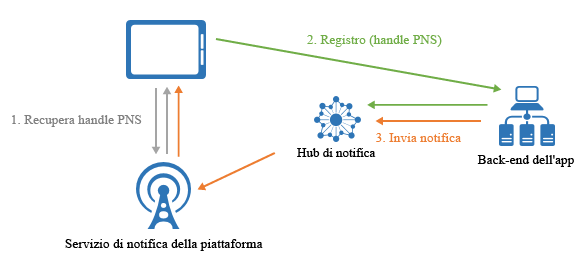 2. Registro (handle PNS)
1. Recupera handle PNS
3. Invia notifica
Hub di notifica
Back-end dell'app
Servizio di notifica della piattaforma